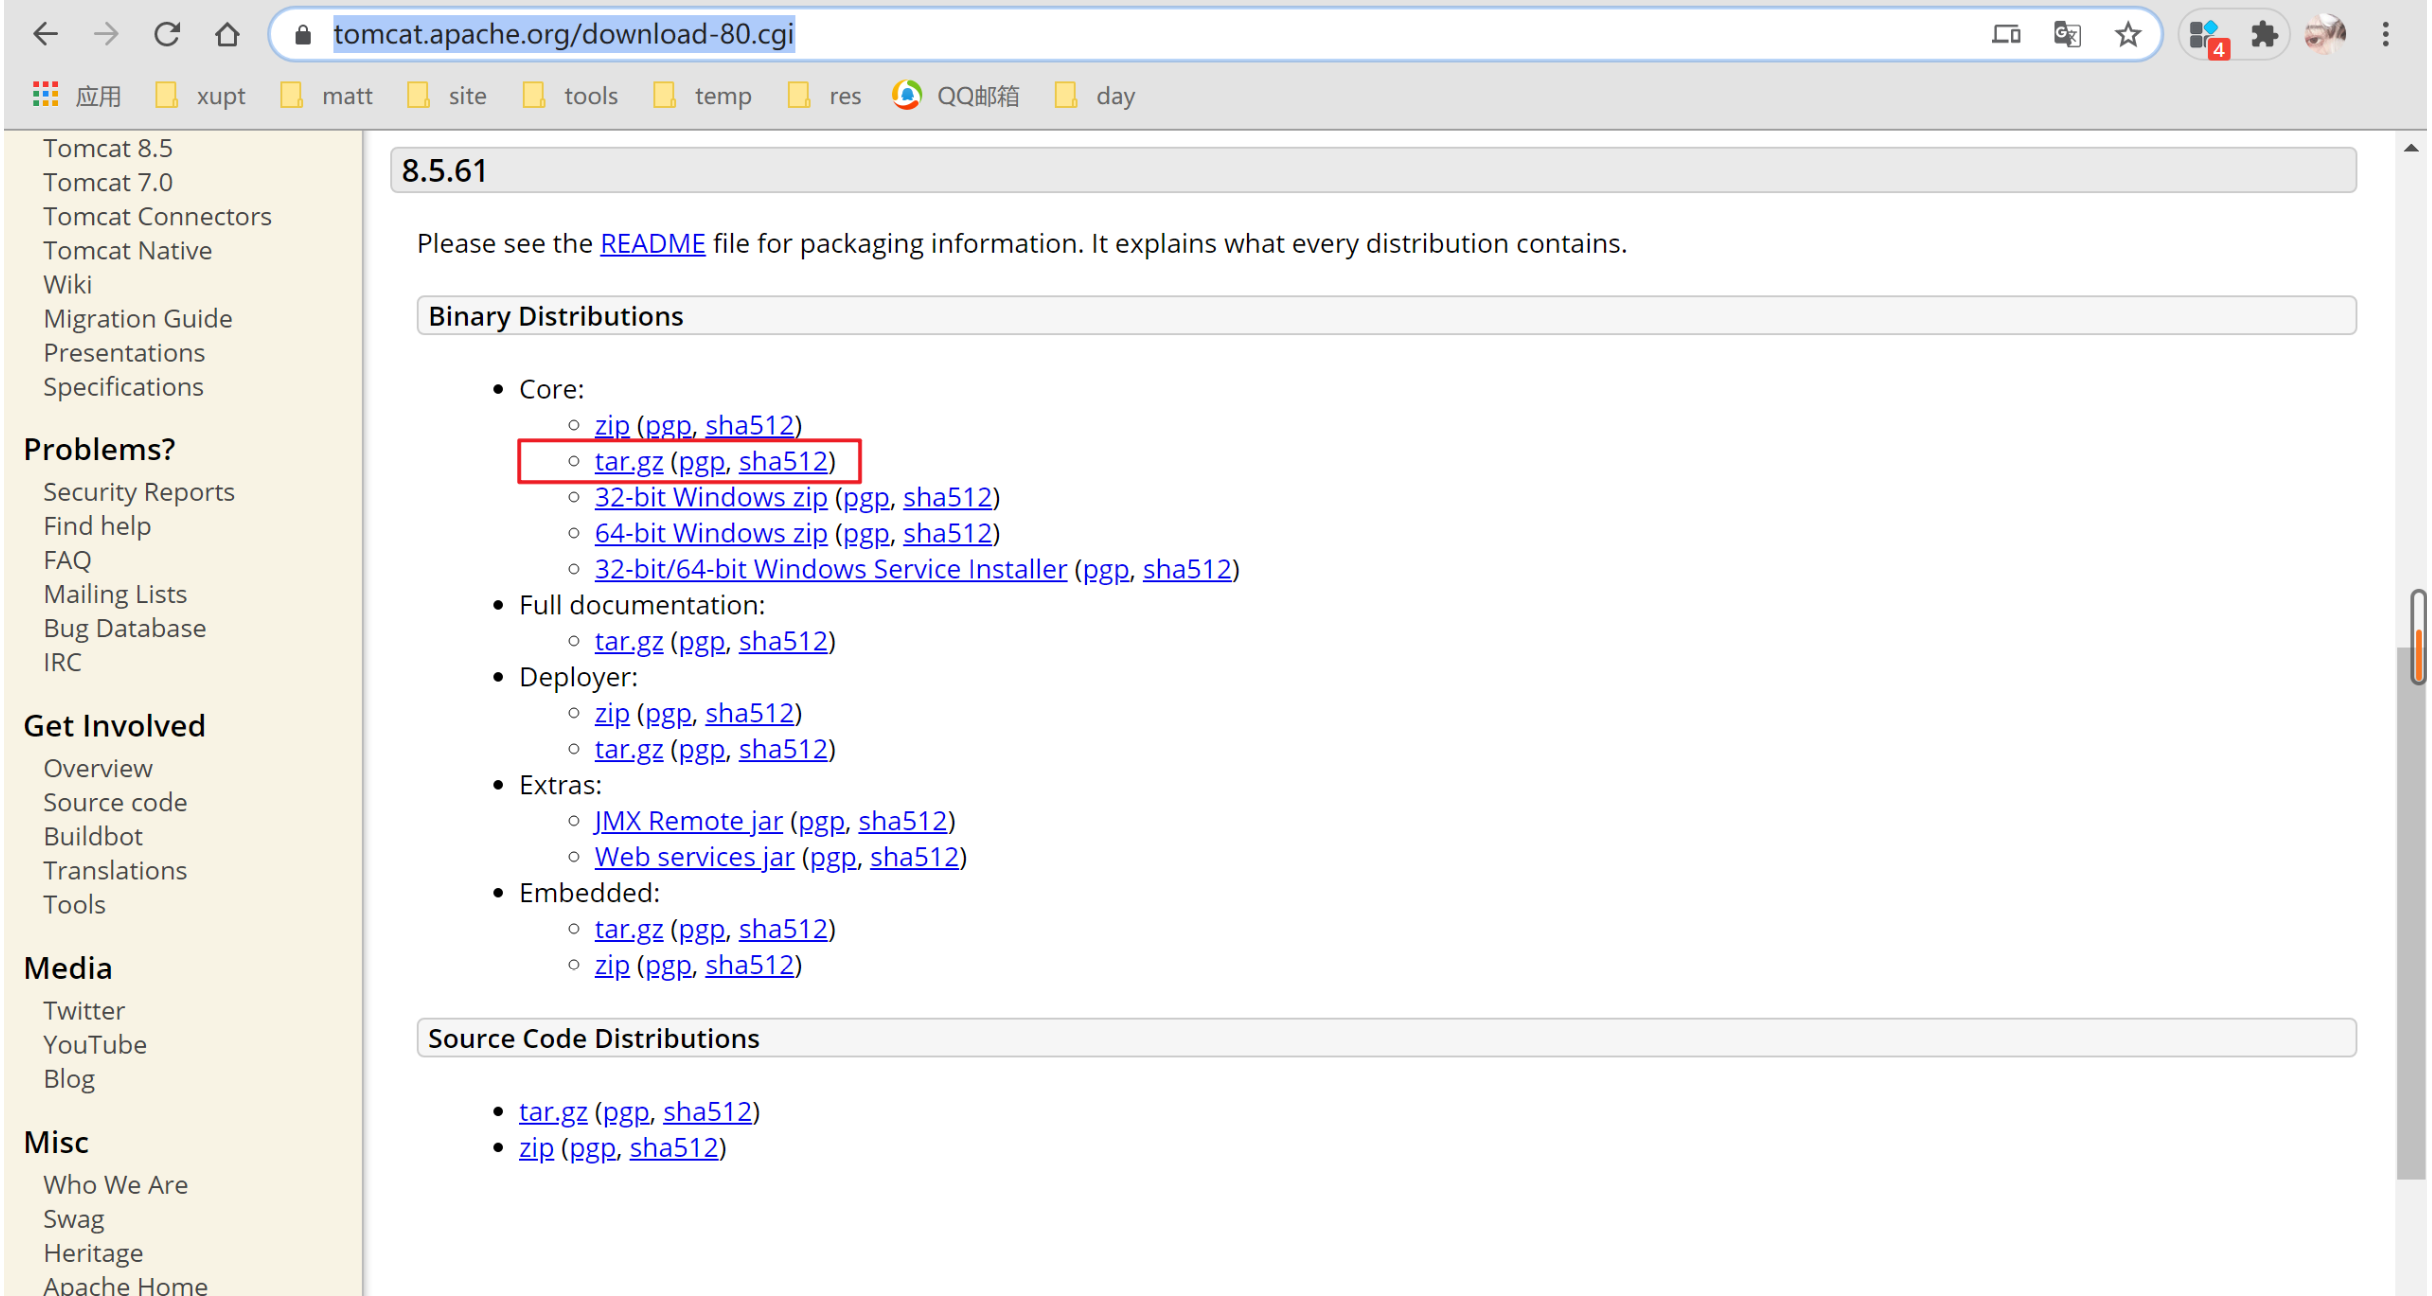 tomcat.apache.org/download-80.cgi
4
应用 xupt matt site tools temp res QQ邮箱 day
Tomcat 8.5
Tomcat 7.0
Tomcat Connectors
Tomcat Native
Wiki
Migration Guide
Presentations
Specifications
Problems?
Security Reports
Find help
FAQ
Mailing Lists
Bug Database
IRC
Get Involved
Overview
Source code
Buildbot
Translations
Tools
Media
Twitter
YouTube
Blog
Misc
Who We Are
Swag
Heritage
Apache Home
8.5.61
Please see the README file for packaging information. It explains what every distribution contains.
Binary Distributions
Core:
zip (pgp, sha512)
tar.gz (pgp, sha512)
32-bit Windows zip (pgp, sha512)
64-bit Windows zip (pgp, sha512)
32-bit/64-bit Windows Service Installer (pgp, sha512)
Full documentation:
tar.gz (pgp, sha512)
Deployer:
zip (pgp, sha512)
tar.gz (pgp, sha512)
Extras:
JMX Remote jar (pgp, sha512)
Web services jar (pgp, sha512)
Embedded:
tar.gz (pgp, sha512)
zip (pgp, sha512)
Source Code Distributions
tar.gz (pgp, sha512)
zip (pgp, sha512)